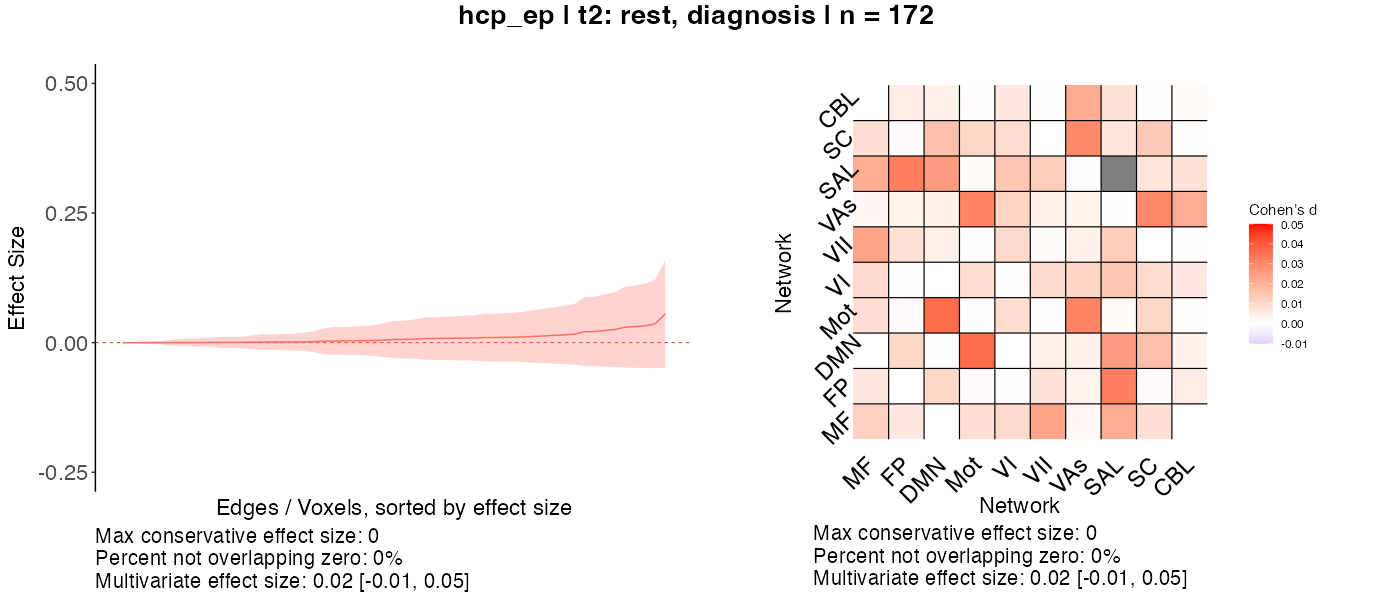 hcp_ep | t2: rest, diagnosis | n = 172
Effect Size
0.50
0.25
0.00
-0.25
Edges / Voxels, sorted by effect size
Max conservative effect size: 0
Percent not overlapping zero: 0%
Multivariate effect size: 0.02 [-0.01, 0.05]
Network
CBL
SC
SAL
VAs
VII
VI
Mot
DMN
FP
MF
MF
FP
DMN
Mot
VI
VII
VAs
SAL
SC
CBL
Network
Max conservative effect size: 0
Percent not overlapping zero: 0%
Multivariate effect size: 0.02 [-0.01, 0.05]
Cohen's d
0.05
0.04
0.03
0.02
0.01
0.00
-0.01